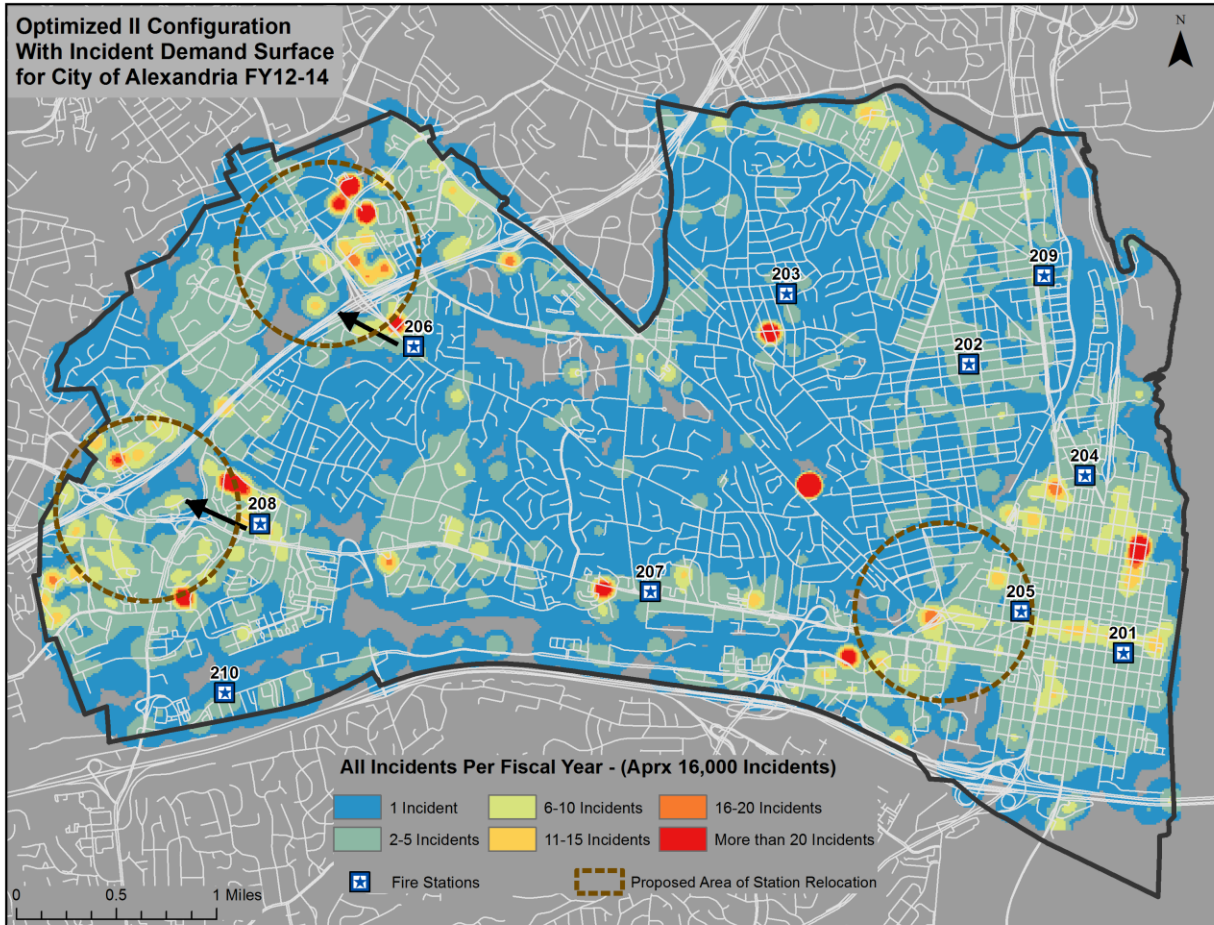 Optimized II Configuration
With Incident Demand Surface
for City of Alexandria FY12-14
N
209
203
206
202
204
208
207
205
201
210
All Incidents Per Fiscal Year - (Aprx 16,000 Incidents)
1 Incident
6-10 Incidents
16-20 Incidents
2-5 Incidents
11-15 Incidents
More than 20 Incidents
Fire Stations
Proposed Area of Station Relocation
0 0.5 1 Miles